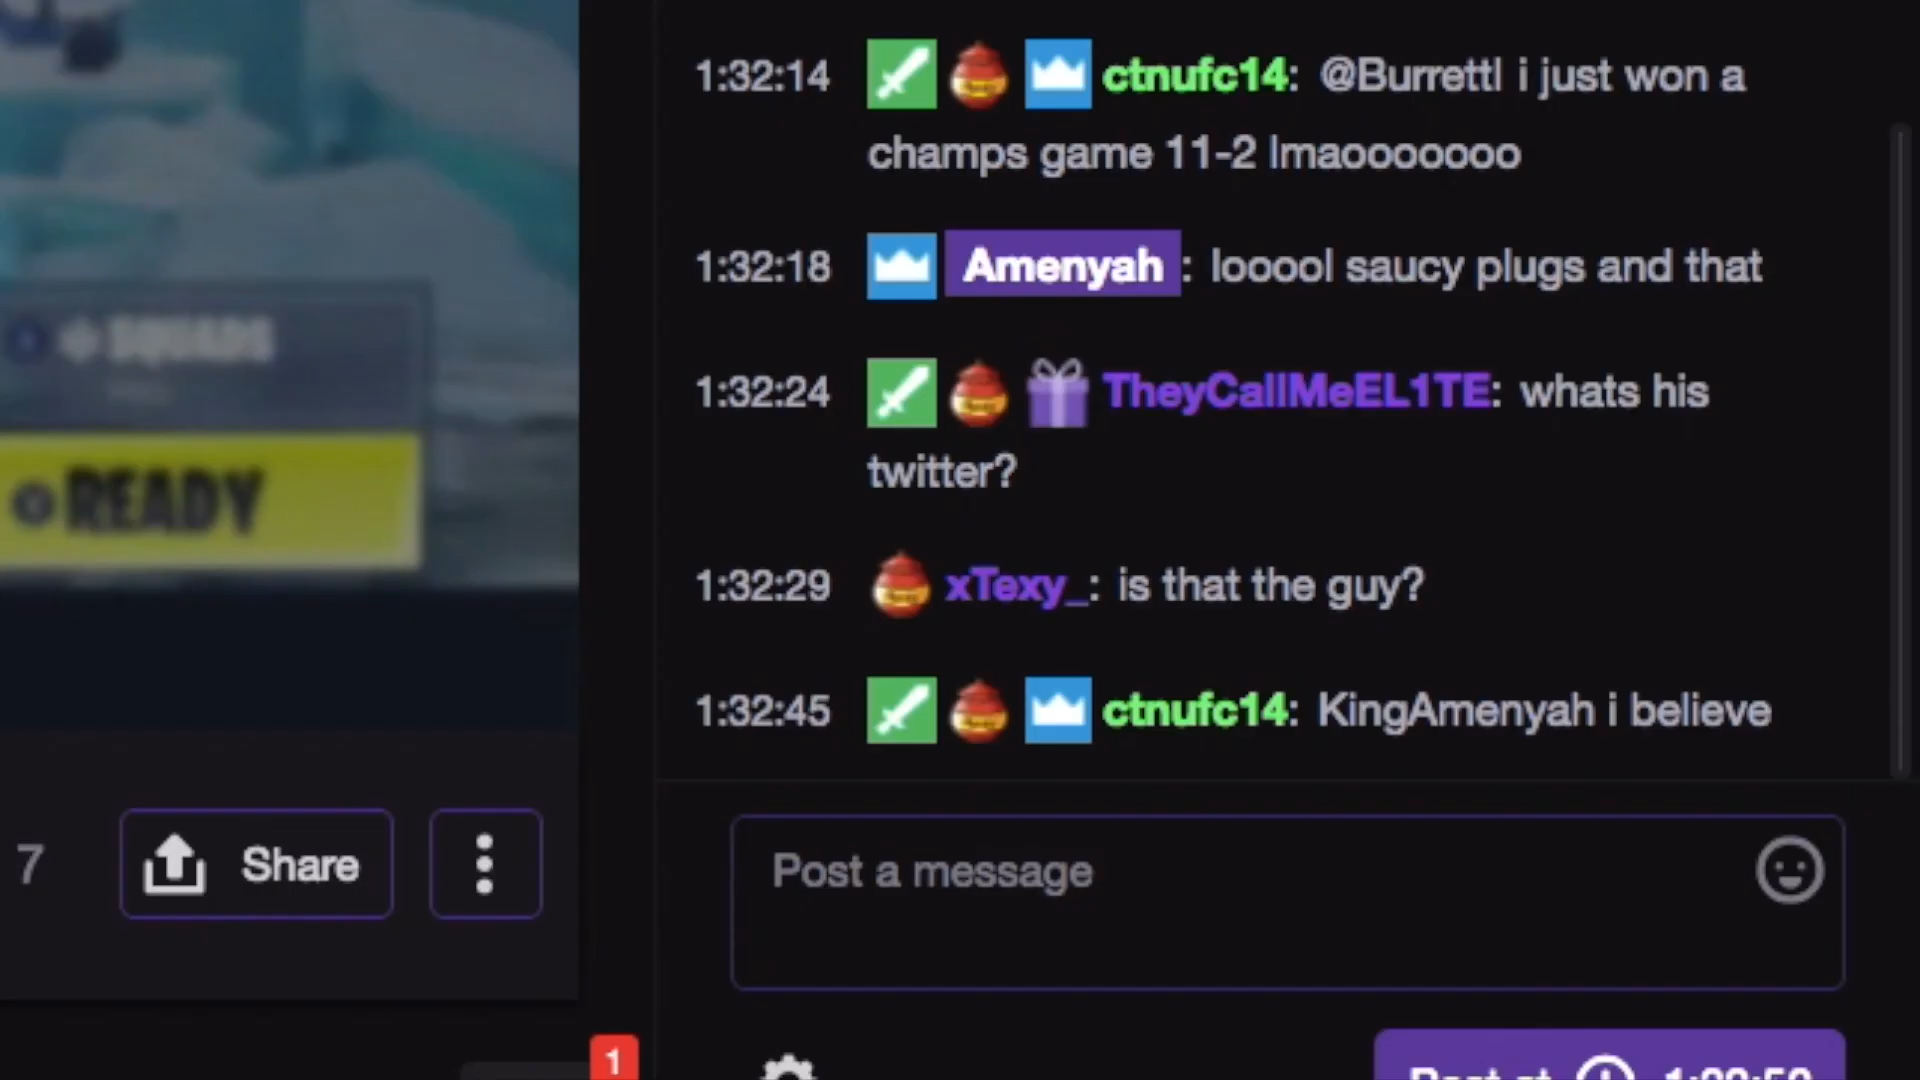 1:32:14 ctnufc14: @Burrettl i just won a
champs game 11-2 lmaooooooo
1:32:18 Amenyah: looool saucy plugs and that
1:32:24 TheyCallMeEL1TE: whats his
twitter?
1:32:29 xTexy_: is that the guy?
1:32:45 ctnufc14: KingAmenyah i believe
SQUADS
READY
7 Share
Post a message
1